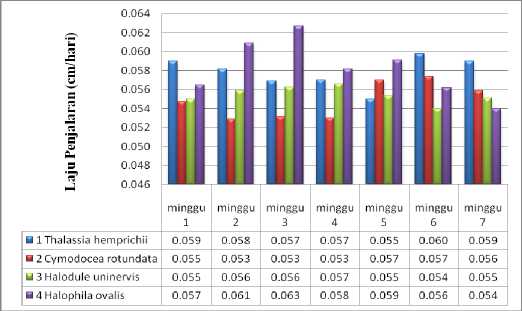 Laju Penjalaran (cm/hari)
0.064
0.062
0.060
0.058
0.056
0.054
0.052
0.050
0.048
0.046
minggu 1 minggu 2 minggu 3 minggu 4 minggu 5 minggu 6 minggu 7
1 Thalassia hemprichii 0.059 0.058 0.057 0.057 0.055 0.060 0.059
2 Cymodocea rotundata 0.055 0.053 0.053 0.053 0.057 0.057 0.056
3 Halodule uninervis 0.055 0.056 0.056 0.057 0.055 0.054 0.055
4 Halophila ovalis 0.057 0.061 0.063 0.058 0.059 0.056 0.054